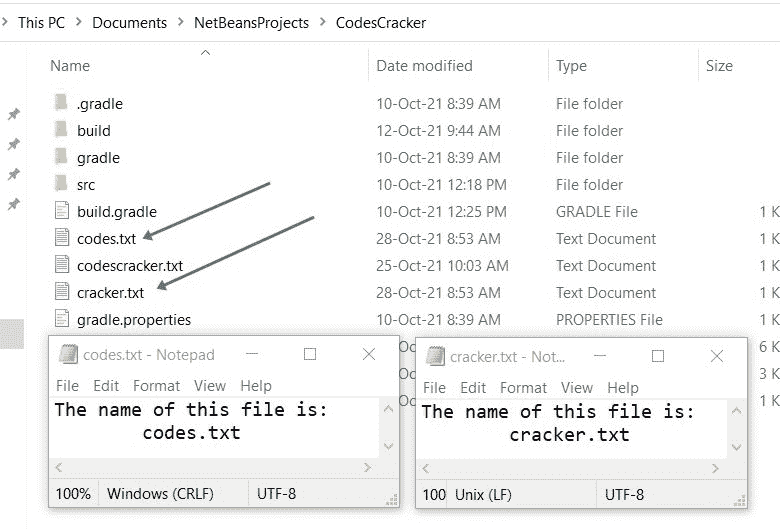 This PC > Documents > NetBeansProjects > CodesCracker
Name Date modified Type Size
.gradle 10-Oct-21 8:39 AM File folder
build 12-Oct-21 9:44 AM File folder
gradle 10-Oct-21 8:39 AM File folder
src 10-Oct-21 12:18 PM File folder
build.gradle 10-Oct-21 12:25 PM GRADLE File 1 K
codes.txt 28-Oct-21 8:53 AM Text Document 1 K
codescracker.txt 25-Oct-21 10:03 AM Text Document 1 K
cracker.txt 28-Oct-21 8:53 AM Text Document 1 K
gradle.properties 10-Oct-21 8:39 AM PROPERTIES File 1 K
6 K
3 K
1 K
codes.txt - Notepad
File Edit Format View Help
The name of this file is:
codes.txt
100% Windows (CRLF) UTF-8
cracker.txt - Not...
File Edit Format View Help
The name of this file is:
cracker.txt
100 Unix (LF) UTF-8